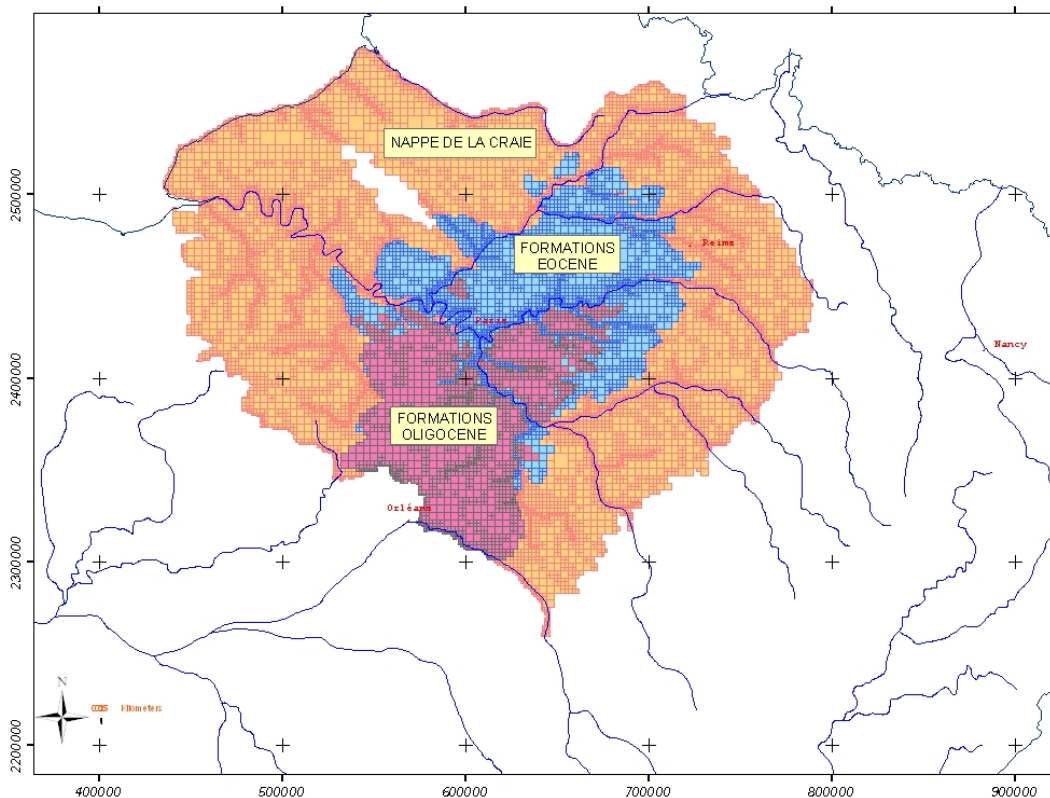 NAPPE DE LA CRAIE
2500000
Reims
FORMATIONS
EOCENE
Paris
Nancy
2400000
FORMATIONS
OLIGOCENE
Orléans
2300000
N
Kilometers
2200000
400000 500000 600000 700000 800000 900000